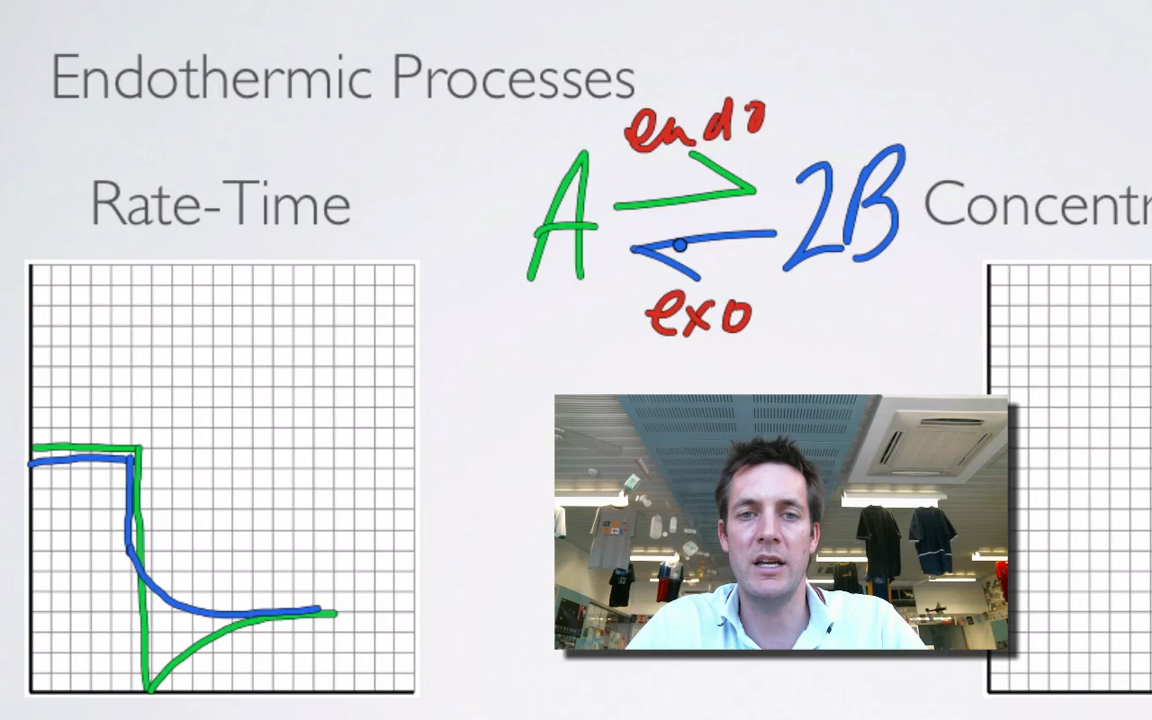 Endothermic Processes
endo
Rate-Time
A ⇌ 2B
Concentr
exo